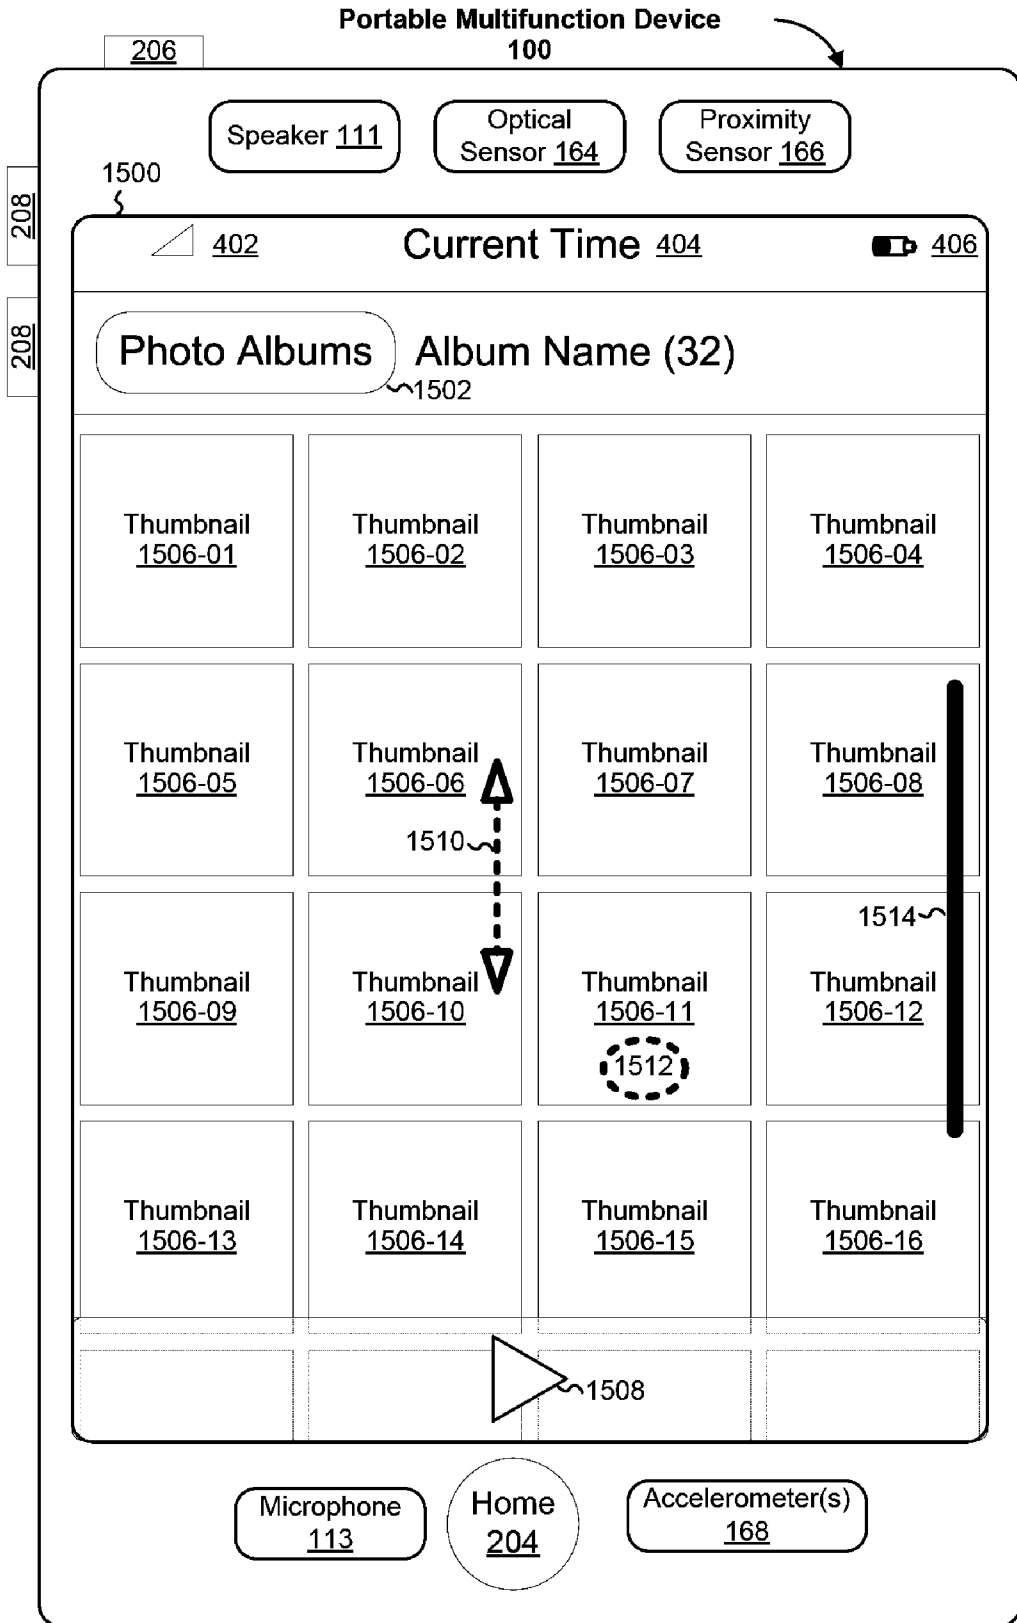 Portable Multifunction Device
100
206
Speaker 111
Optical
Sensor 164
Proximity
Sensor 166
1500
208
402
Current Time 404
406
208
Photo Albums
Album Name (32)
1502
Thumbnail
1506-01
Thumbnail
1506-02
Thumbnail
1506-03
Thumbnail
1506-04
Thumbnail
1506-05
Thumbnail
1506-06
Thumbnail
1506-07
Thumbnail
1506-08
1510
1514
Thumbnail
1506-09
Thumbnail
1506-10
Thumbnail
1506-11
Thumbnail
1506-12
1512
Thumbnail
1506-13
Thumbnail
1506-14
Thumbnail
1506-15
Thumbnail
1506-16
1508
Microphone
113
Home
204
Accelerometer(s)
168